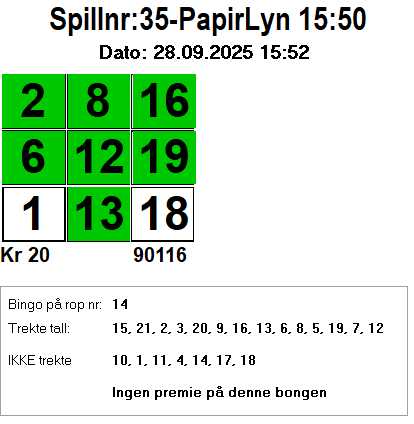 Spillnr:35-PapirLyn 15:50
Dato: 28.09.2025 15:52
2 8 16
6 12 19
1 13 18
Kr 20 90116
Bingo på rop nr: 14
Trekte tall: 15, 21, 2, 3, 20, 9, 16, 13, 6, 8, 5, 19, 7, 12
IKKE trekte 10, 1, 11, 4, 14, 17, 18
Ingen premie på denne bongen